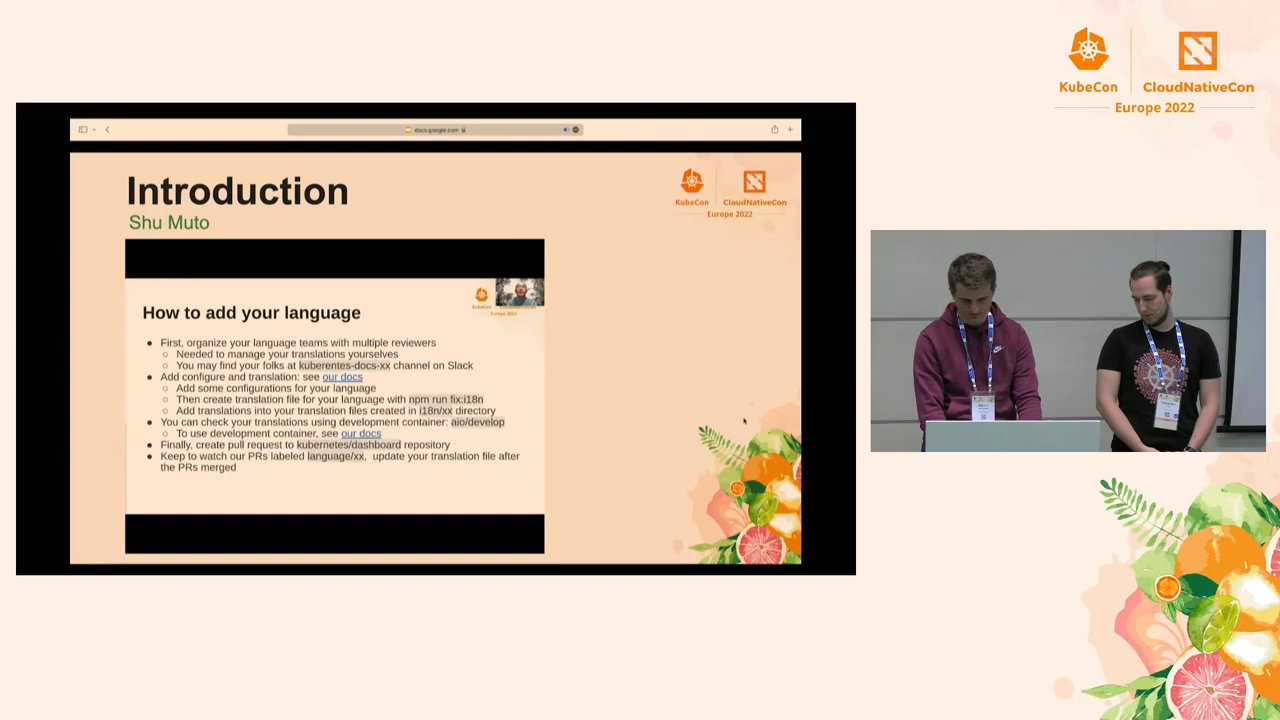 KubeCon
CloudNativeCon
Europe 2022
docs.google.com
Introduction
Shu Muto
KubeCon
CloudNativeCon
Europe 2022
How to add your language
Europe 2022
First, organize your language teams with multiple reviewers
Needed to manage your translations yourselves
You may find your folks at kuberentes-docs-xx channel on Slack
Add configure and translation: see our docs
Add some configurations for your language
Then create translation file for your language with npm run fix:i18n
Add translations into your translation files created in i18n/xx directory
You can check your translations using development container: aio/develop
To use development container, see our docs
Finally, create pull request to kubernetes/dashboard repository
Keep to watch our PRs labeled language/xx, update your translation file after
the PRs merged